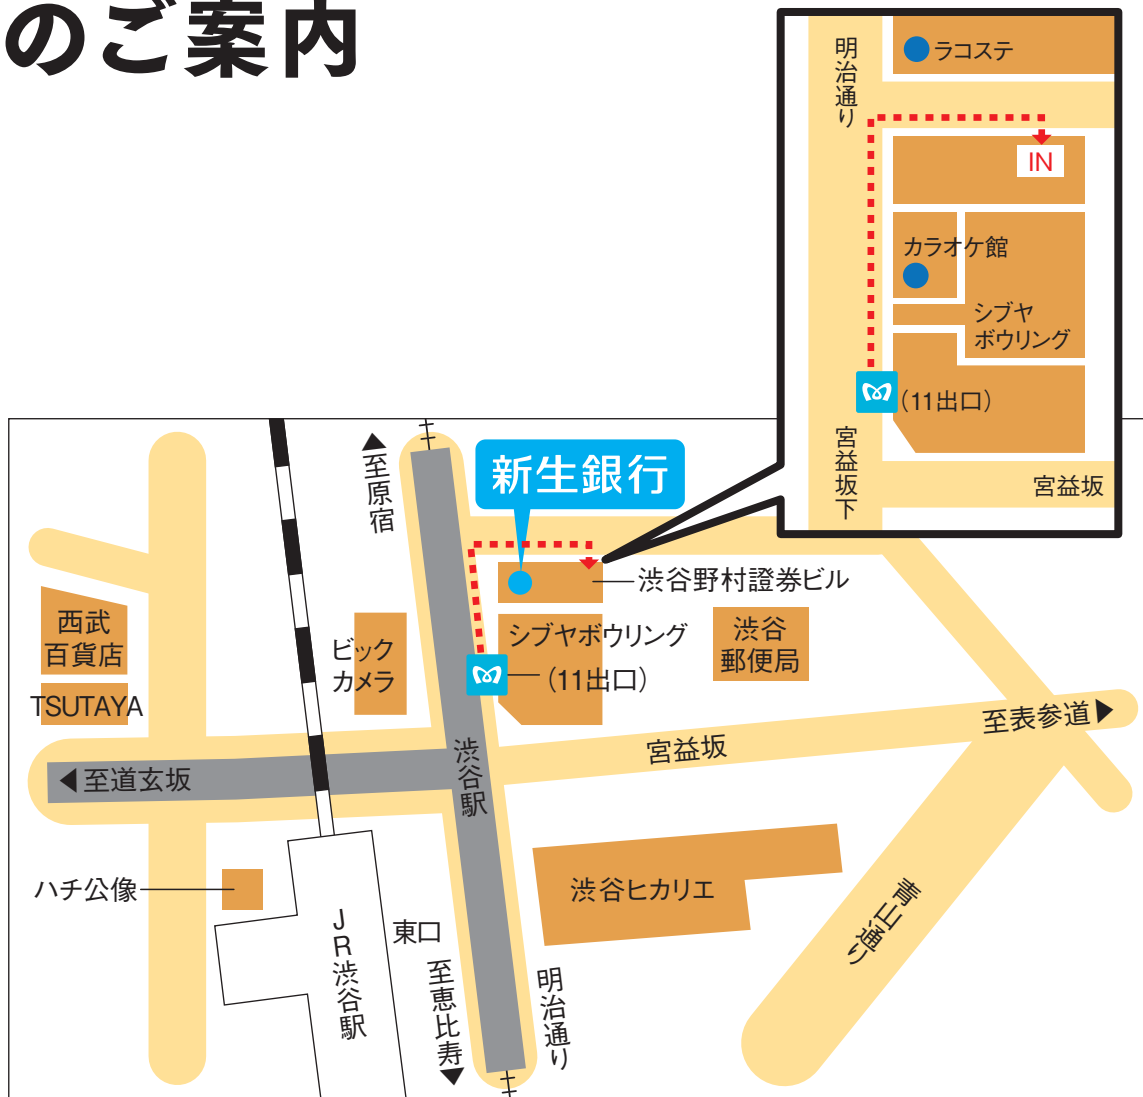 のご案内
明治通り
ラコステ
IN
カラオケ館
シブヤ
ボウリング
(11出口)
宮益坂下
宮益坂
▲至原宿
新生銀行
渋谷野村證券ビル
西武
百貨店
TSUTAYA
ビック
カメラ
シブヤボウリング
(11出口)
渋谷
郵便局
至表参道▶
宮益坂
◀至道玄坂
渋谷駅
ハチ公像
JR渋谷駅
東口
渋谷ヒカリエ
青山通り
至恵比寿▼
明治通り